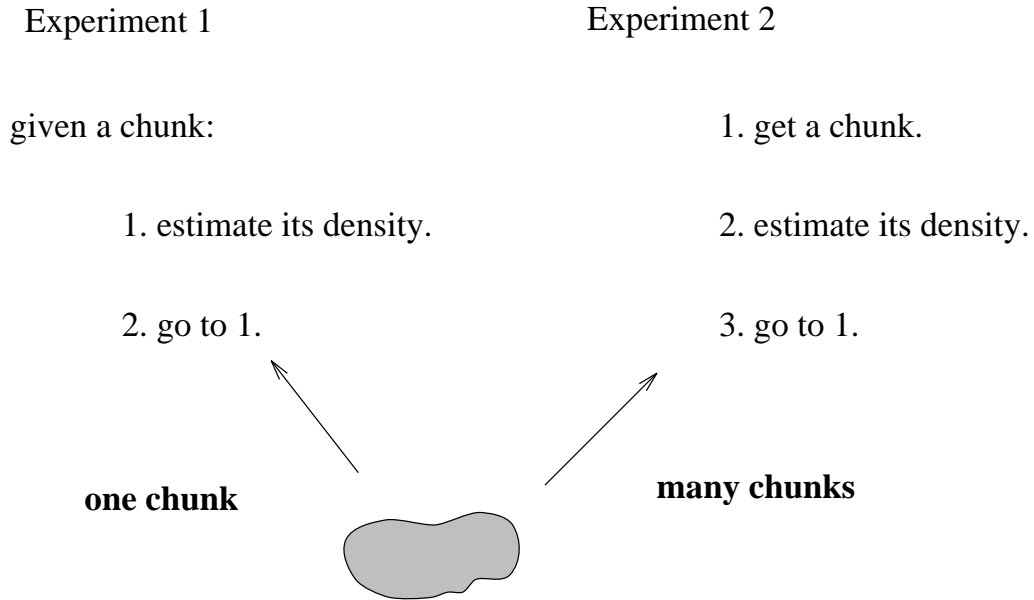 Experiment 1
given a chunk:
1. estimate its density.
2. go to 1.
one chunk
Experiment 2
1. get a chunk.
2. estimate its density.
3. go to 1.
many chunks